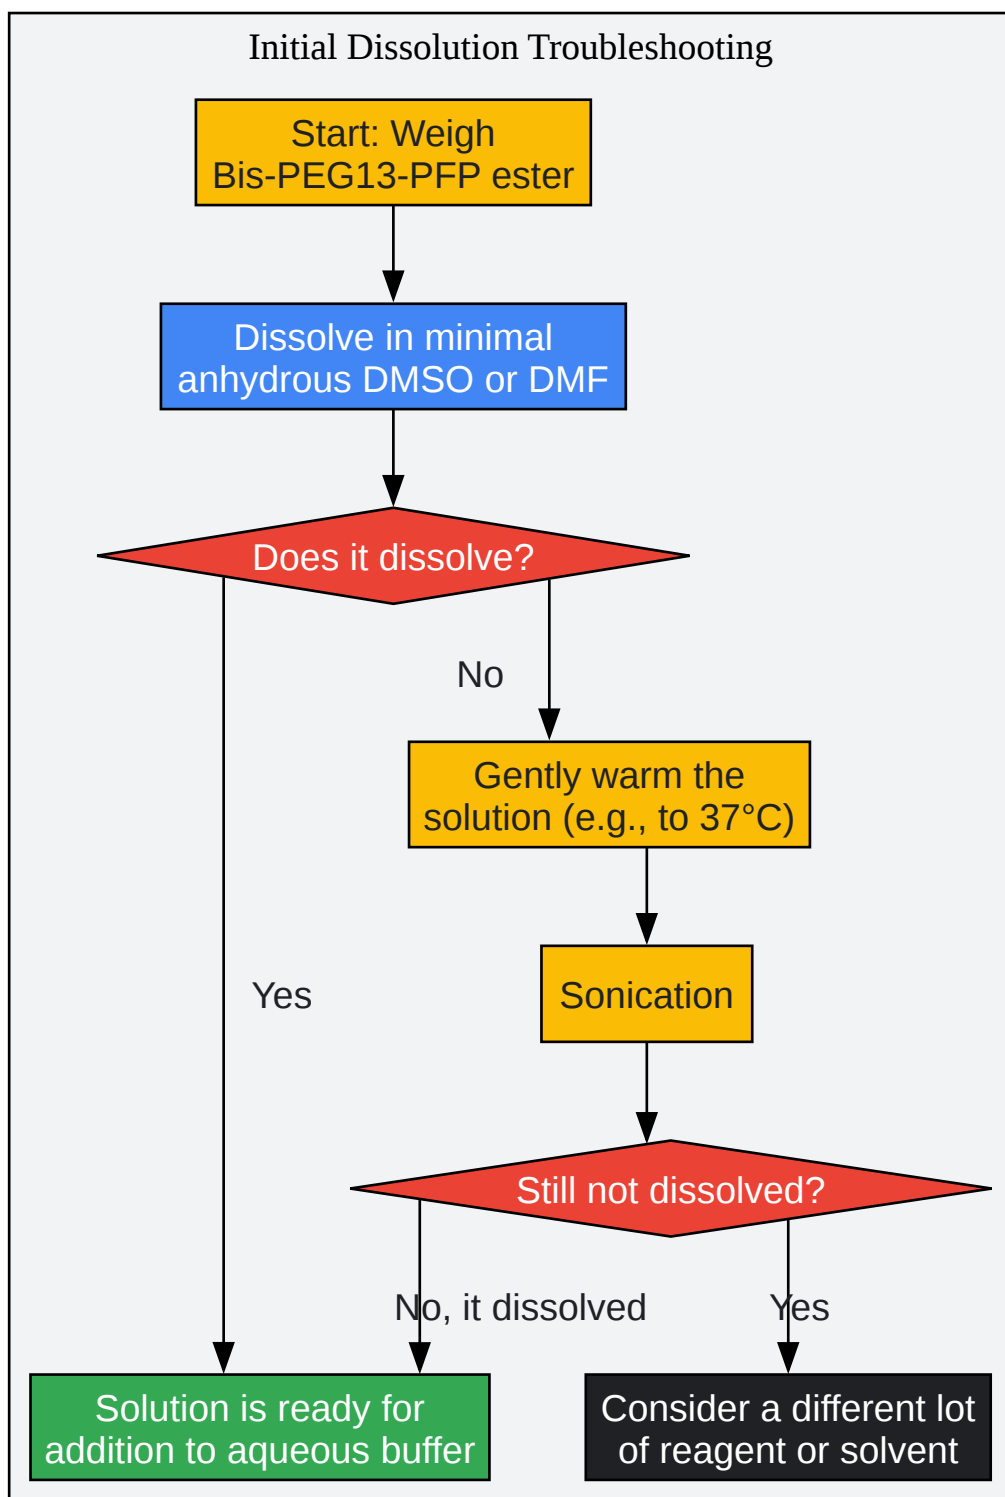 Initial Dissolution Troubleshooting
Start: Weigh
Bis-PEG13-PFP ester
Dissolve in minimal
anhydrous DMSO or DMF
Does it dissolve?
No
Gently warm the
solution (e.g., to 37°C)
Yes
Sonication
Still not dissolved?
No, it dissolved
Yes
Solution is ready for
addition to aqueous buffer
Consider a different lot
of reagent or solvent